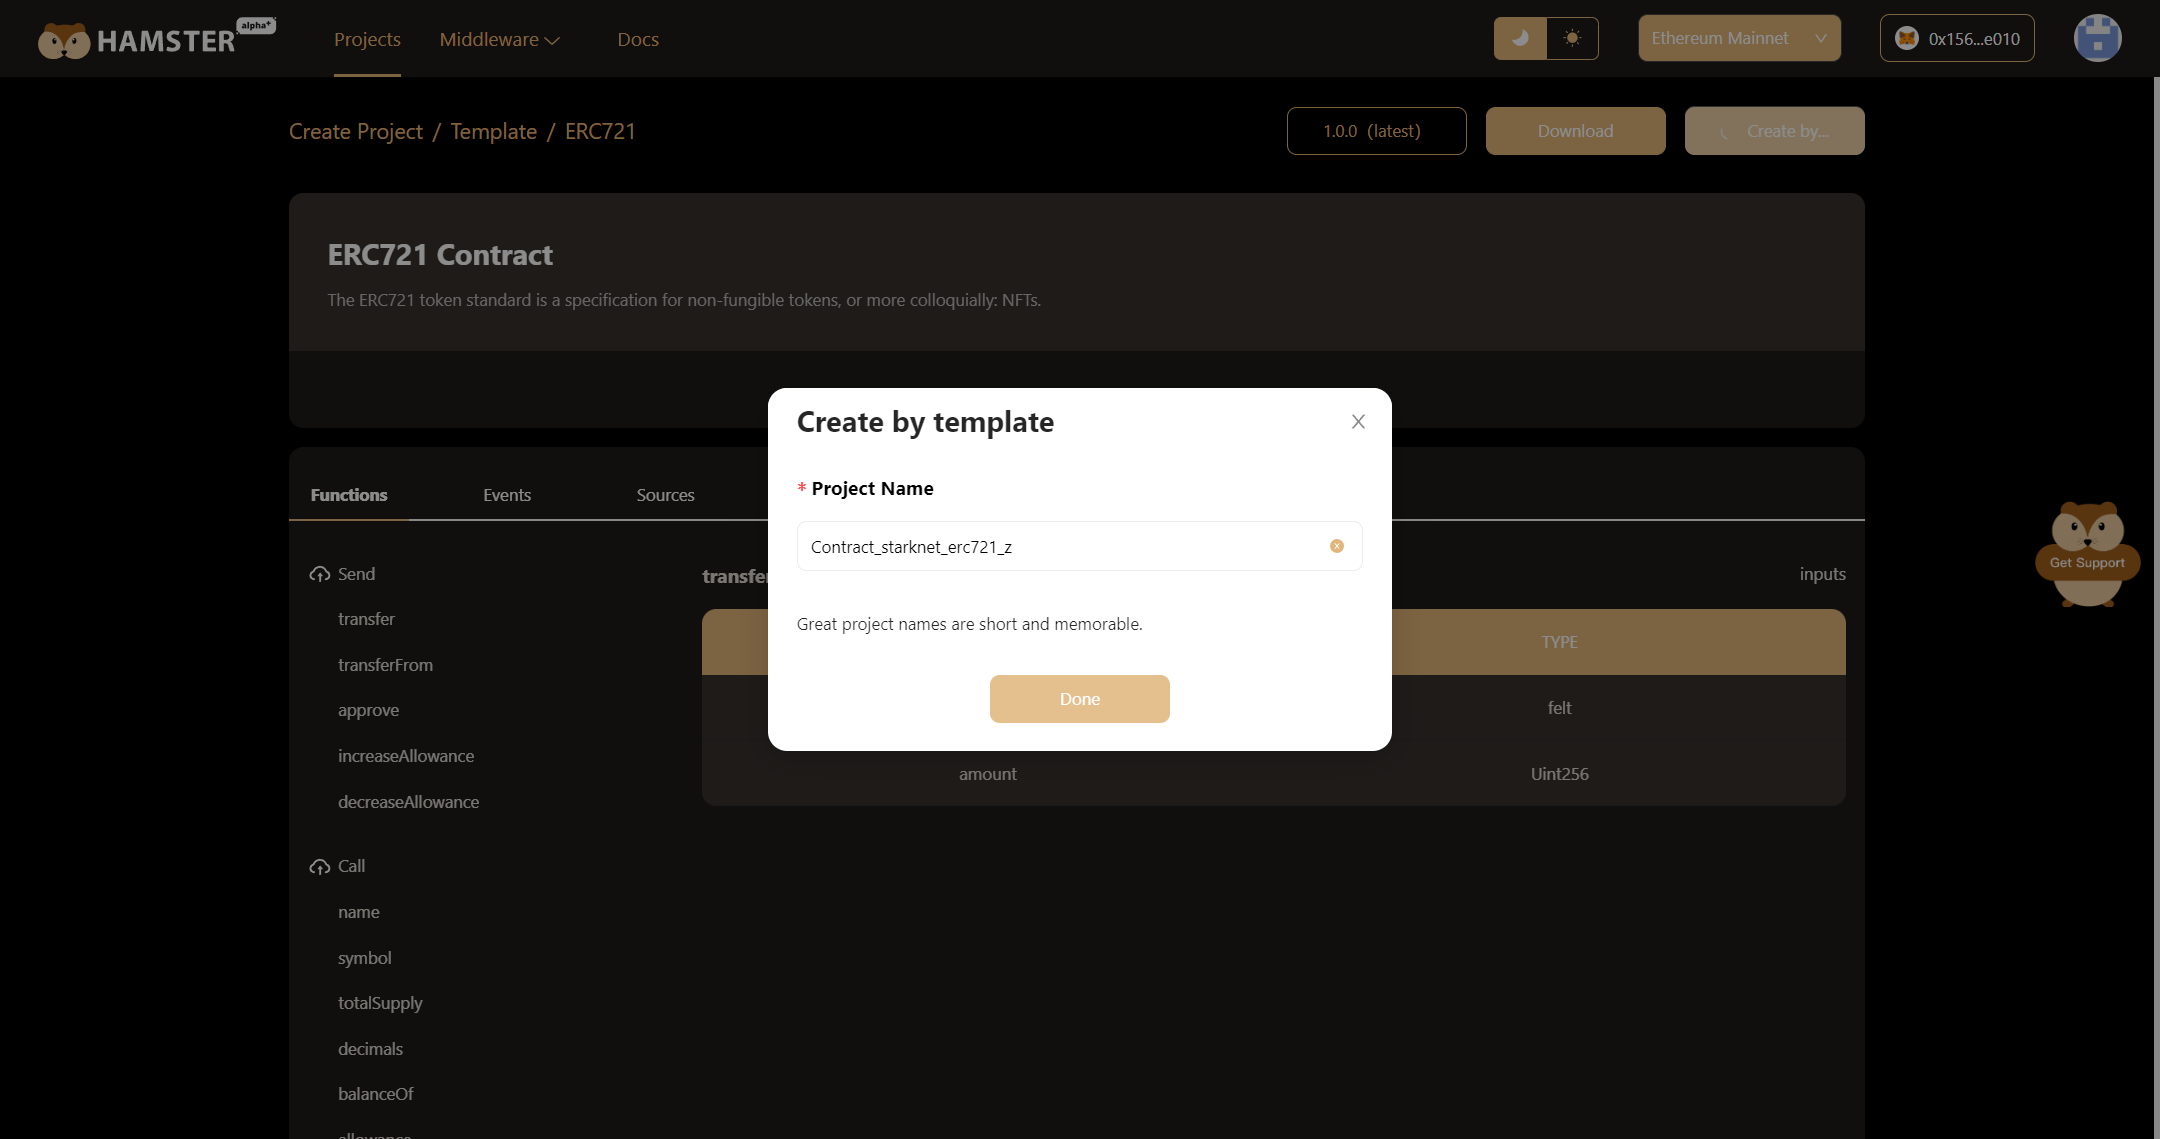 HAMSTER alpha+
Projects Middleware Docs
Ethereum Mainnet
0x156...e010
Create Project / Template / ERC721
1.0.0 (latest)
Download
Create by...
ERC721 Contract
The ERC721 token standard is a specification for non-fungible tokens, or more colloquially: NFTs.
Create by template
* Project Name
Contract_starknet_erc721_z
Great project names are short and memorable.
Done
Functions Events Sources
Send
transfer
transferFrom
approve
increaseAllowance
decreaseAllowance
Call
name
symbol
totalSupply
decimals
balanceOf
allowance
transfer
inputs
TYPE
felt
amount Uint256
Get Support